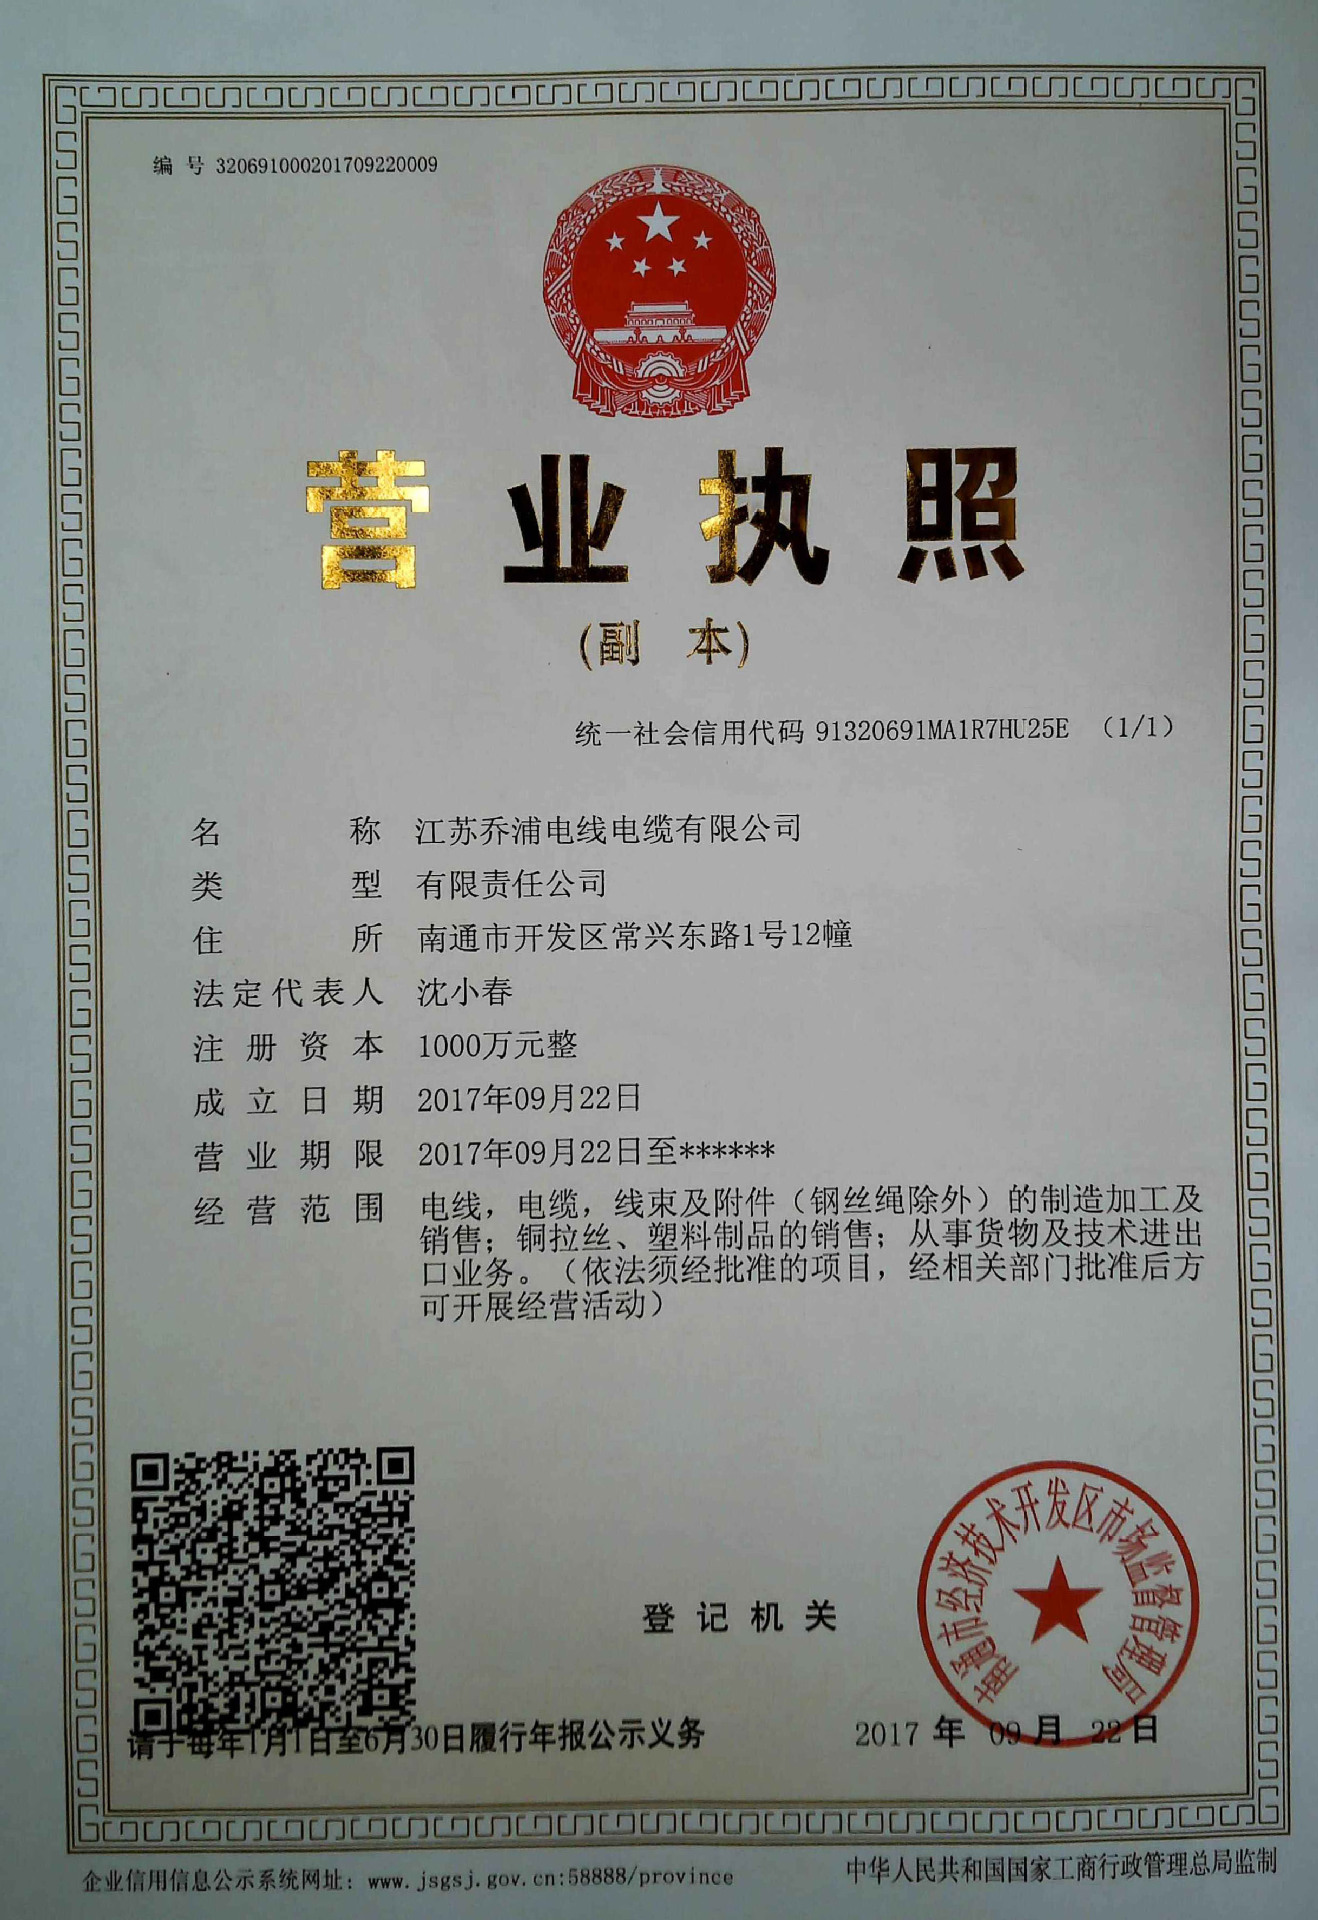 编 号 320691000201709220009
营业执照
(副 本)
统一社会信用代码 91320691MA1R7HU25E （1/1）
名 称 江苏乔浦电线电缆有限公司
类 型 有限责任公司
住 所 南通市开发区常兴东路1号12幢
法定代表人 沈小春
注 册 资 本 1000万元整
成 立 日 期 2017年09月22日
营 业 期 限 2017年09月22日至******
经 营 范 围 电线，电缆，线束及附件（钢丝绳除外）的制造加工及
销售；铜拉丝、塑料制品的销售；从事货物及技术进出
口业务。（依法须经批准的项目，经相关部门批准后方
可开展经营活动）
南通市经济技术开发区市场监督管理局
登 记 机 关
请于每年1月1日至6月30日履行年报公示义务
2017 年 09 月 22 日
企业信用信息公示系统网址：www.jsgsj.gov.cn:58888/province
中华人民共和国国家工商行政管理总局监制